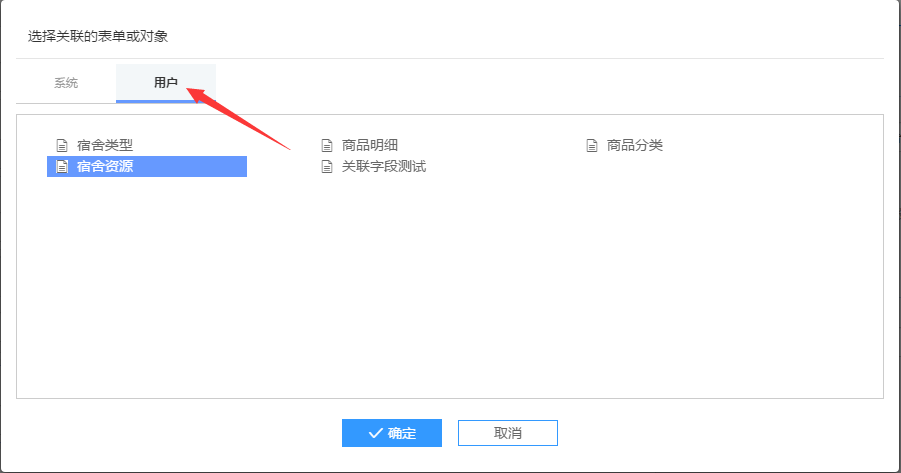 选择关联的表单或对象
系统 用户
宿舍类型 商品明细 商品分类
宿舍资源 关联字段测试
确定 取消